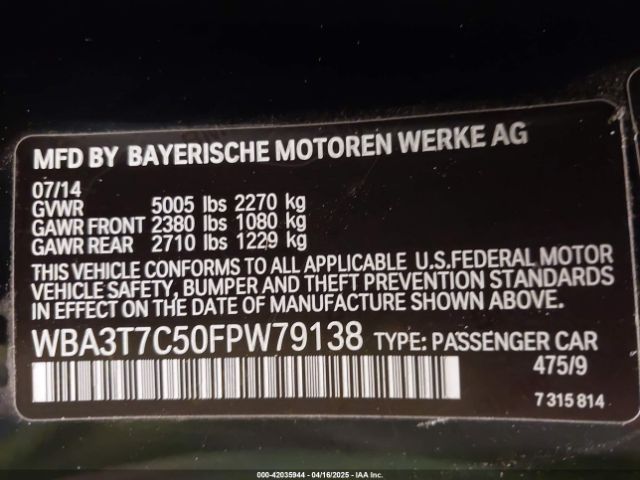 MFD BY BAYERISCHE MOTOREN WERKE AG
07/14
GVWR 5005 lbs 2270 kg
GAWR FRONT 2380 lbs 1080 kg
GAWR REAR 2710 lbs 1229 kg
THIS VEHICLE CONFORMS TO ALL APPLICABLE U.S.FEDERAL MOTOR
VEHICLE SAFETY, BUMPER AND THEFT PREVENTION STANDARDS
IN EFFECT ON THE DATE OF MANUFACTURE SHOWN ABOVE.
WBA3T7C50FPW79138 TYPE: PASSENGER CAR
475/9
7 315 814
000-42035944 - 04/16/2025 - IAA Inc.